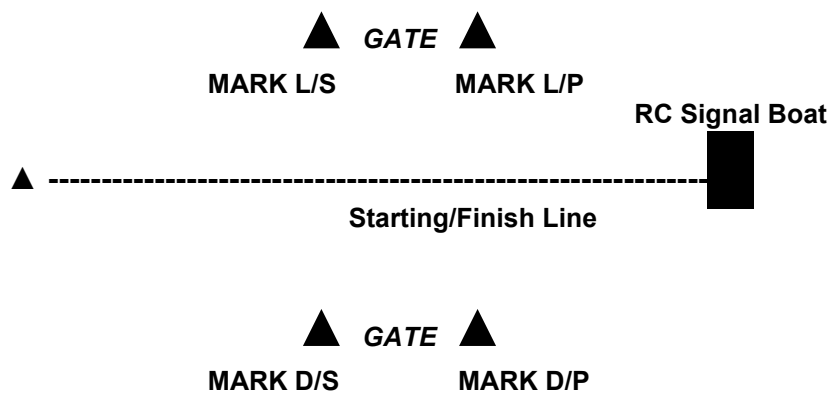 GATE
MARK L/S MARK L/P
RC Signal Boat
Starting/Finish Line
GATE
MARK D/S MARK D/P